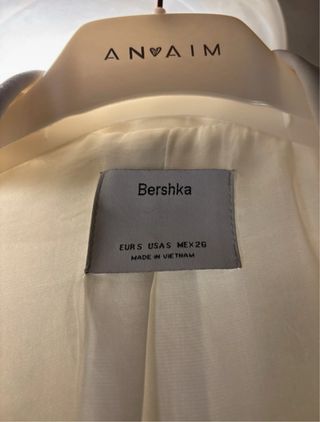 AN♥AIM
Bershka
EUR S USA S MEX 26
MADE IN VIETNAM